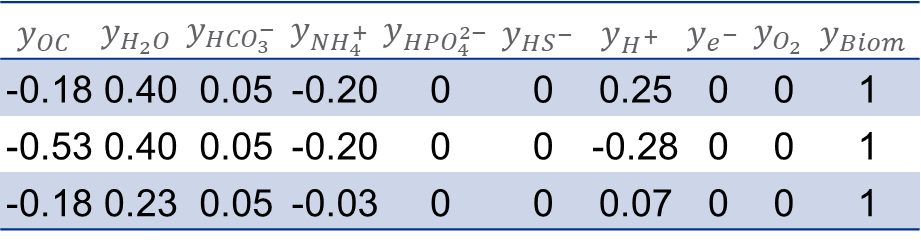 y_{OC} y_{H_2O} y_{HCO_3^-} y_{NH_4^+} y_{HPO_4^{2-}} y_{HS^-} y_{H^+} y_{e^-} y_{O_2} y_{Biom}
-0.18 0.40 0.05 -0.20 0 0 0.25 0 0 1
-0.53 0.40 0.05 -0.20 0 0 -0.28 0 0 1
-0.18 0.23 0.05 -0.03 0 0 0.07 0 0 1